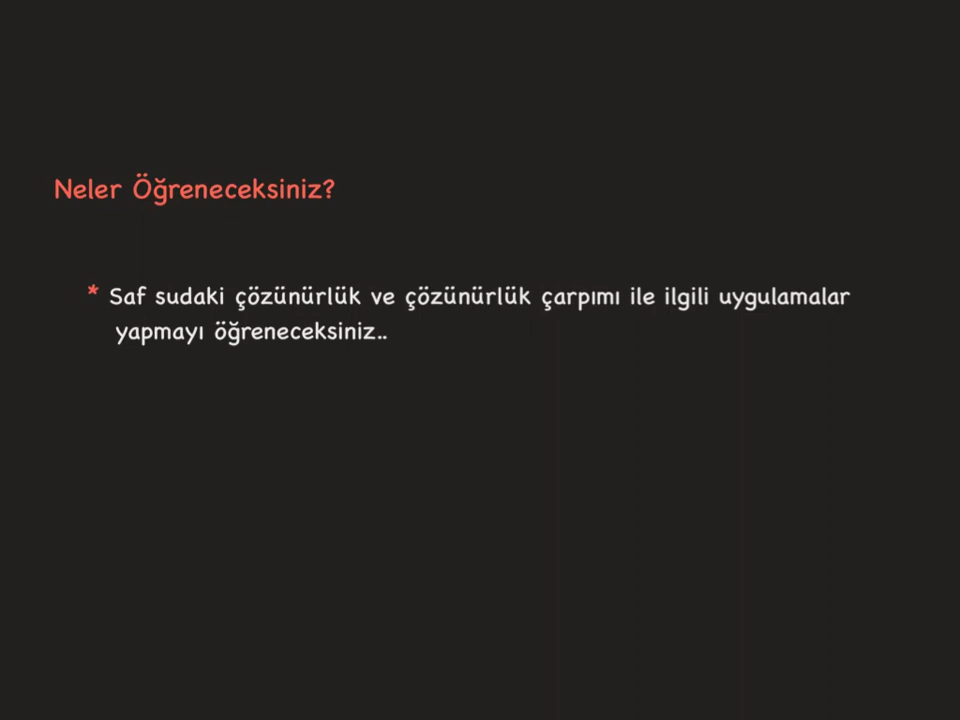 Neler Öğreneceksiniz?
* Saf sudaki çözünürlük ve çözünürlük çarpımı ile ilgili uygulamalar
yapmayı öğreneceksiniz..